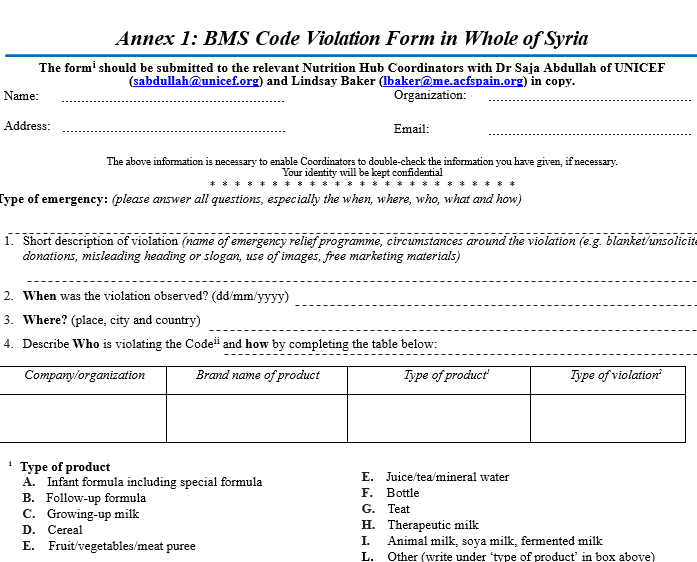 Annex 1: BMS Code Violation Form in Whole of Syria
The formⁱ should be submitted to the relevant Nutrition Hub Coordinators with Dr Saja Abdullah of UNICEF
(sabdullah@unicef.org) and Lindsay Baker (lbaker@me.acfspain.org) in copy.
Name: Organization:
Address: Email:
The above information is necessary to enable Coordinators to double-check the information you have given, if necessary.
Your identity will be kept confidential
* * * * * * * * * * * * * * * * * * * * * * * * *
Type of emergency: (please answer all questions, especially the when, where, who, what and how)
1. Short description of violation (name of emergency relief programme, circumstances around the violation (e.g. blanket/unsolicite
donations, misleading heading or slogan, use of images, free marketing materials)
2. When was the violation observed? (dd/mm/yyyy)
3. Where? (place, city and country)
4. Describe Who is violating the Codeⁱⁱ and how by completing the table below:
Company/organization Brand name of product Type of product¹ Type of violation²
¹ Type of product
A. Infant formula including special formula
B. Follow-up formula
C. Growing-up milk
D. Cereal
E. Fruit/vegetables/meat puree
E. Juice/tea/mineral water
F. Bottle
G. Teat
H. Therapeutic milk
I. Animal milk, soya milk, fermented milk
L. Other (write under ‘type of product’ in box above)